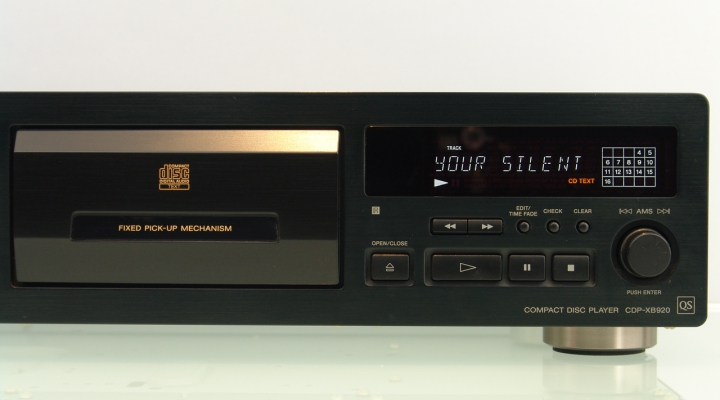 COMPACT
disc
DIGITAL AUDIO
TEXT
FIXED PICK-UP MECHANISM
TRACK
YOUR SILENT
4 5
6 7 8 9 10
11 12 13 14 15
16
CD TEXT
EDIT/
TIME FADE
CHECK
CLEAR
AMS
OPEN/CLOSE
PUSH ENTER
COMPACT DISC PLAYER CDP-XB920
QS